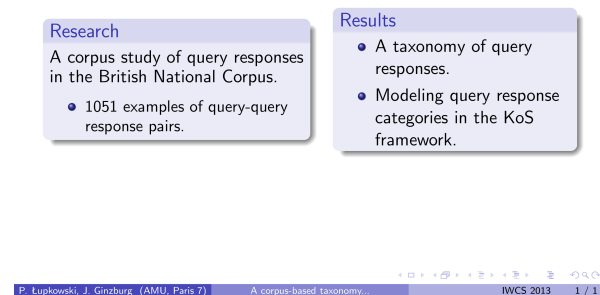 Research
A corpus study of query responses
in the British National Corpus.
1051 examples of query-query
response pairs.
Results
A taxonomy of query
responses.
Modeling query response
categories in the KoS
framework.
P. Łupkowski, J. Ginzburg (AMU, Paris 7)
A corpus-based taxonomy...
IWCS 2013
1 / 1